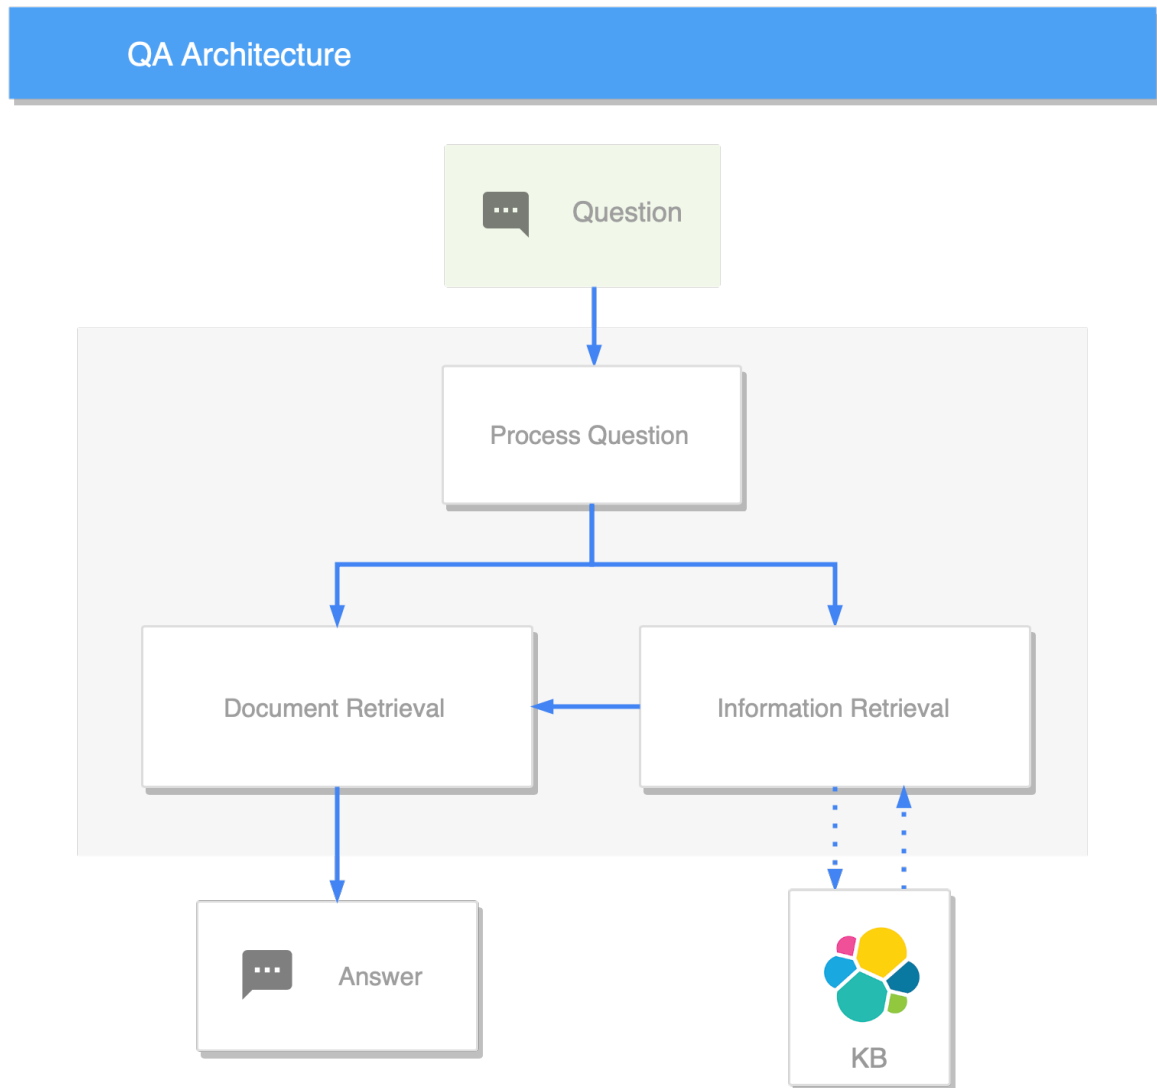 QA Architecture
Question
Process Question
Document Retrieval
Information Retrieval
Answer
KB